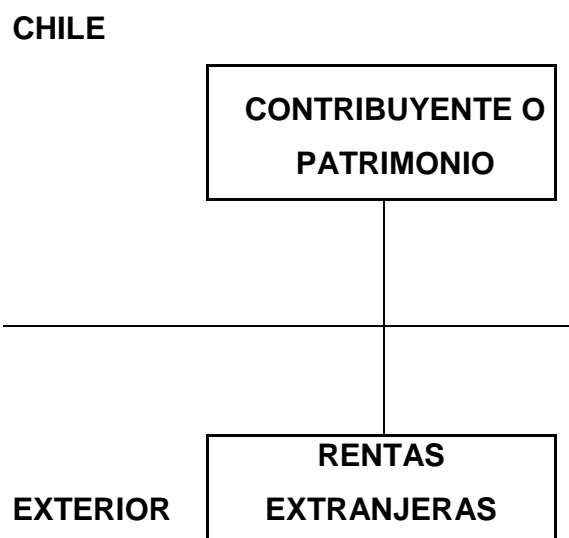 CHILE
CONTRIBUYENTE O
PATRIMONIO
RENTAS
EXTERIOR EXTRANJERAS